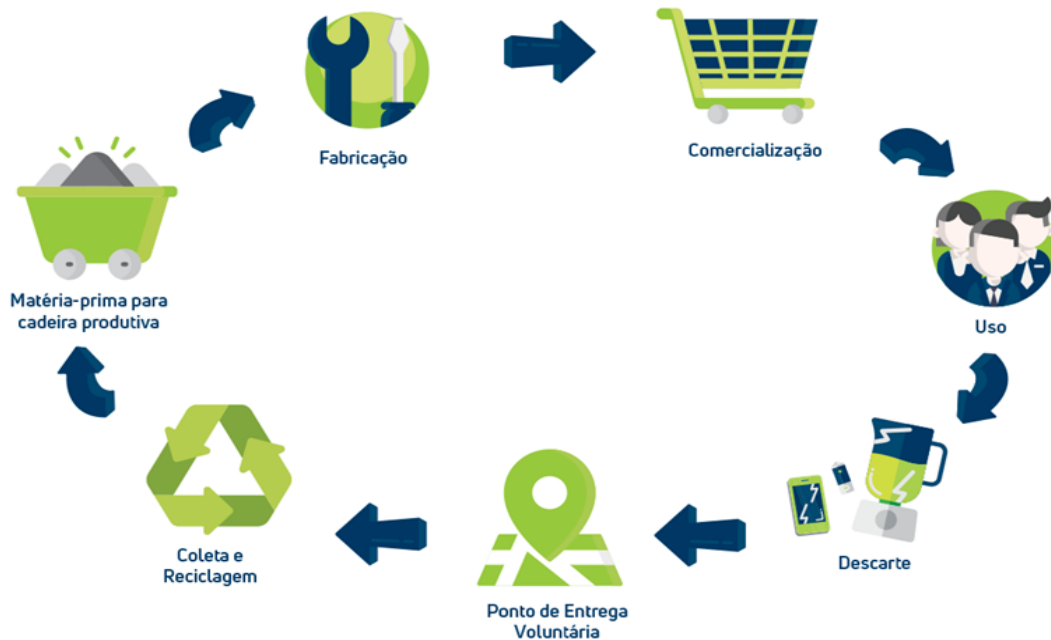 Fabricação
Comercialização
Matéria-prima para
cadeira produtiva
Uso
Descarte
Coleta e
Reciclagem
Ponto de Entrega
Voluntária